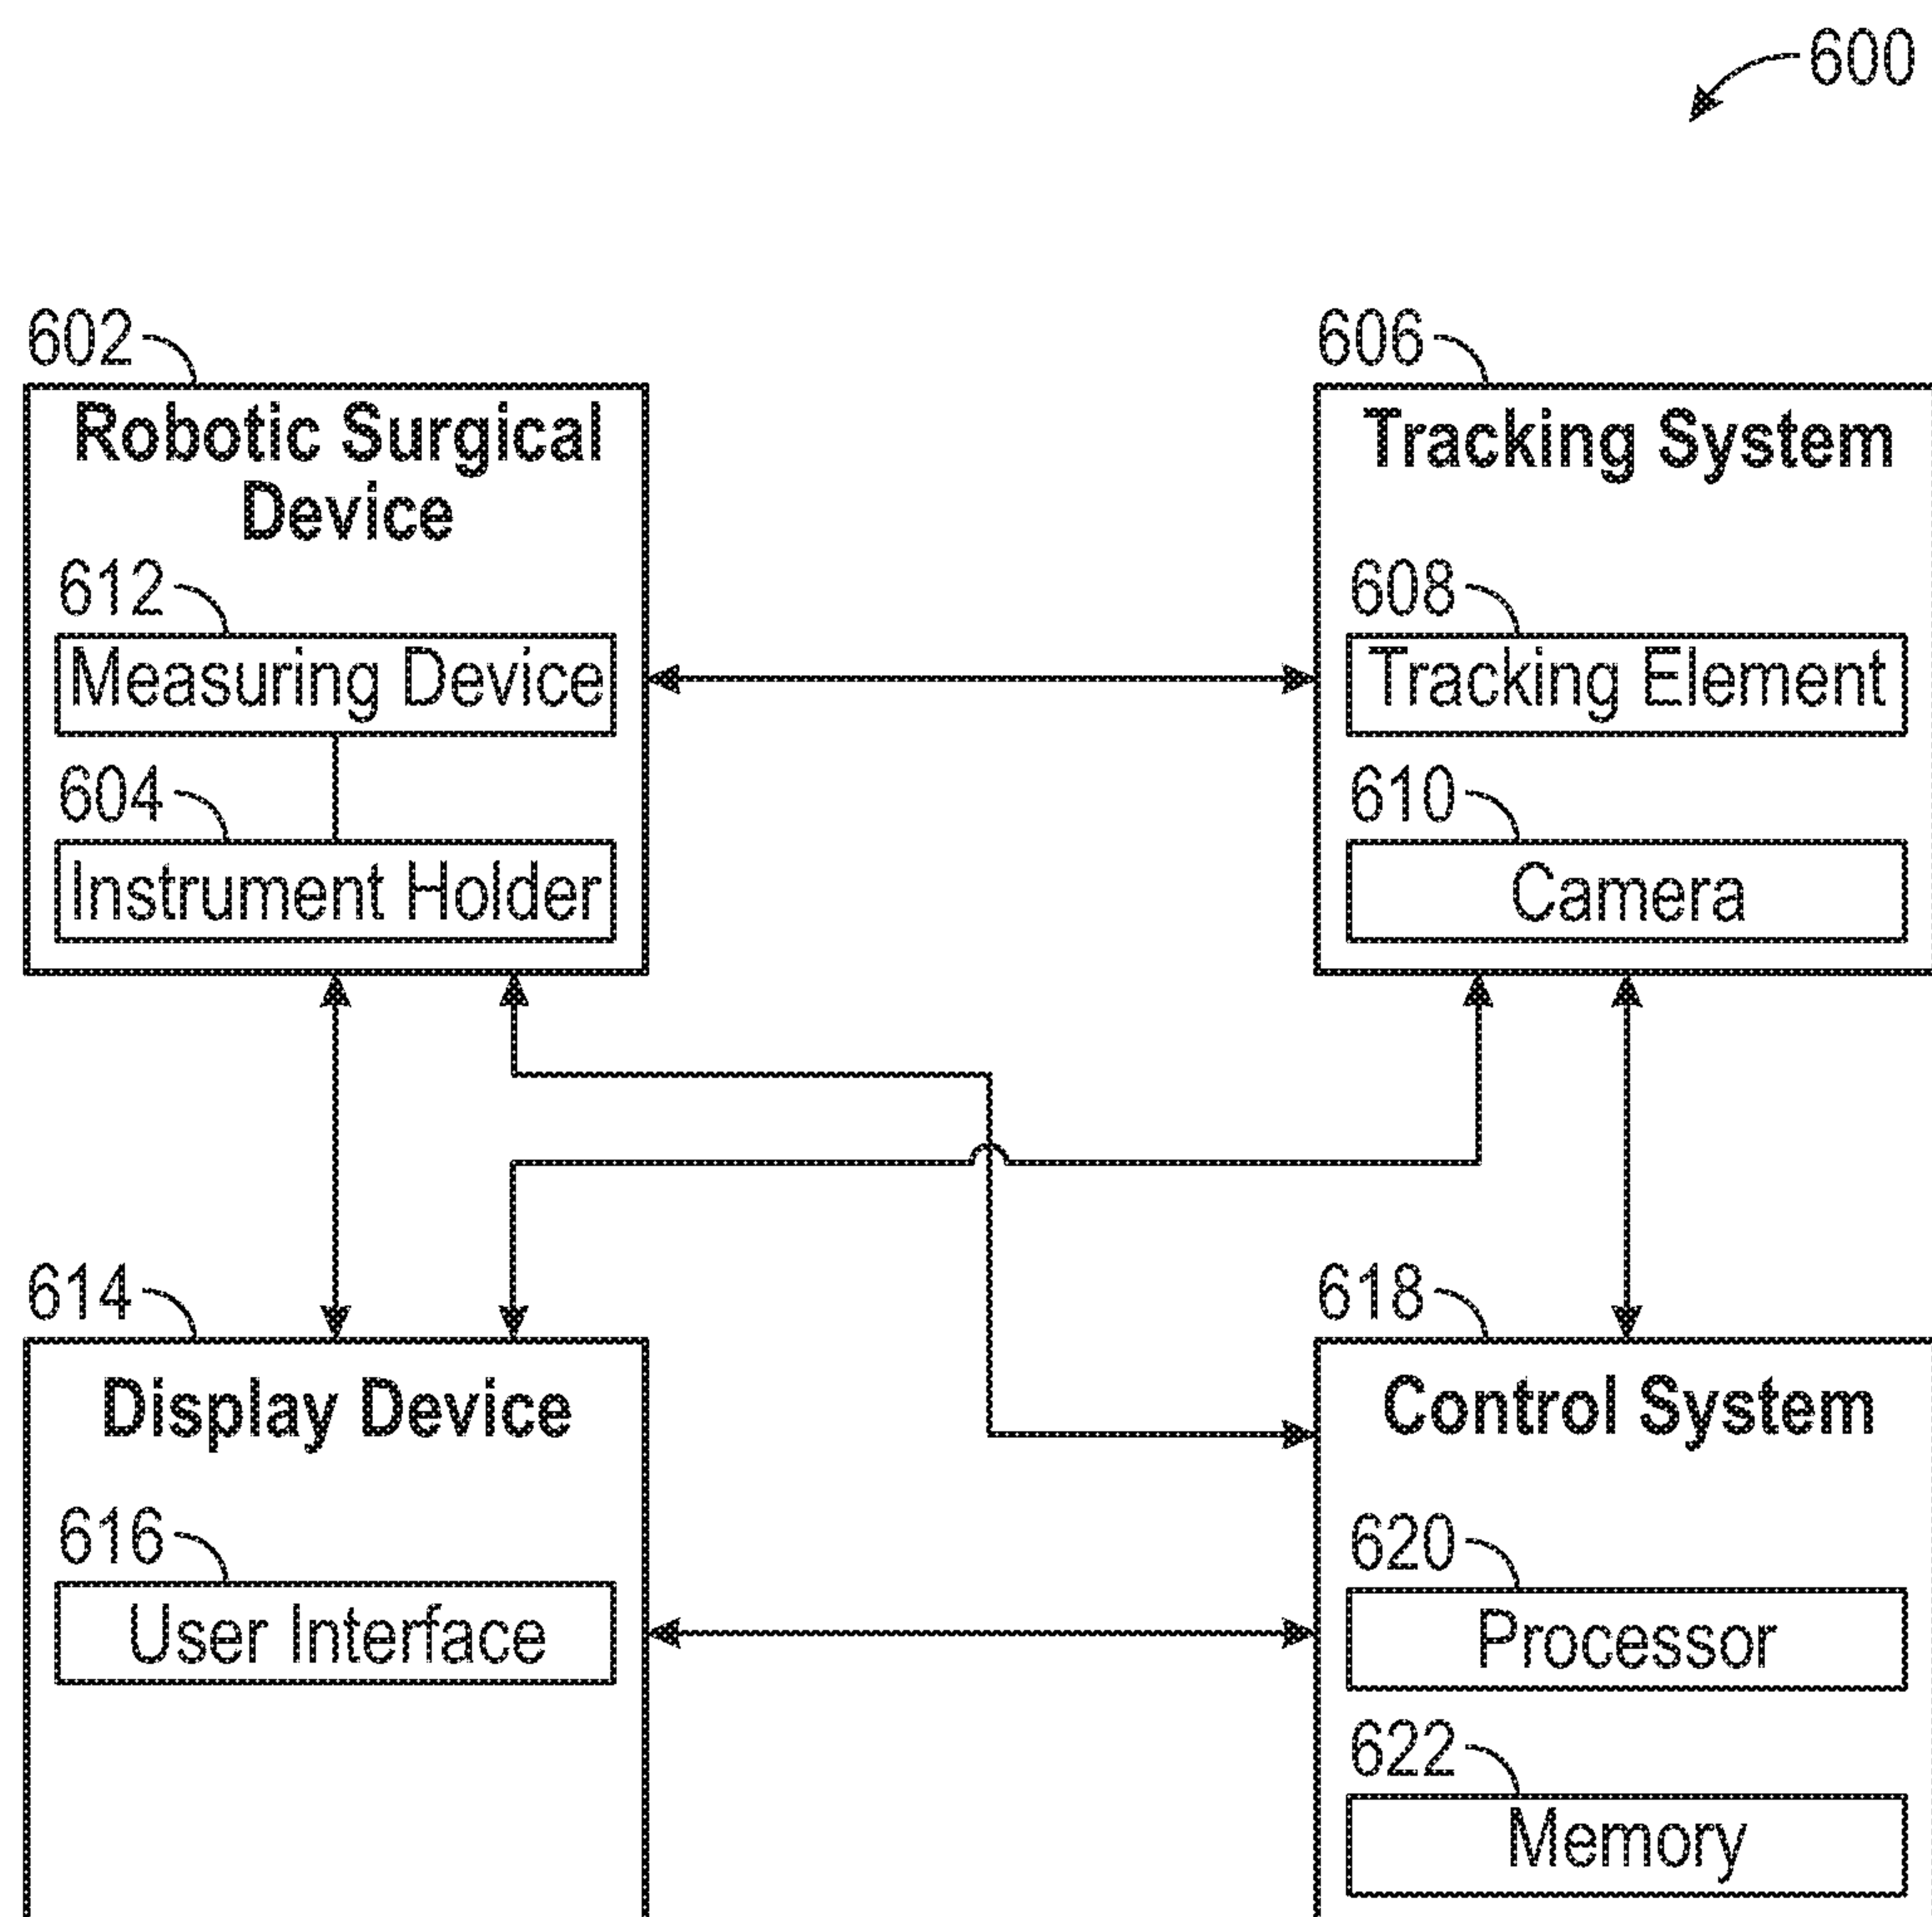 600
602
Robotic Surgical
Device
612
Measuring Device
604
Instrument Holder
606
Tracking System
608
Tracking Element
610
Camera
614
Display Device
616
User Interface
618
Control System
620
Processor
622
Memory